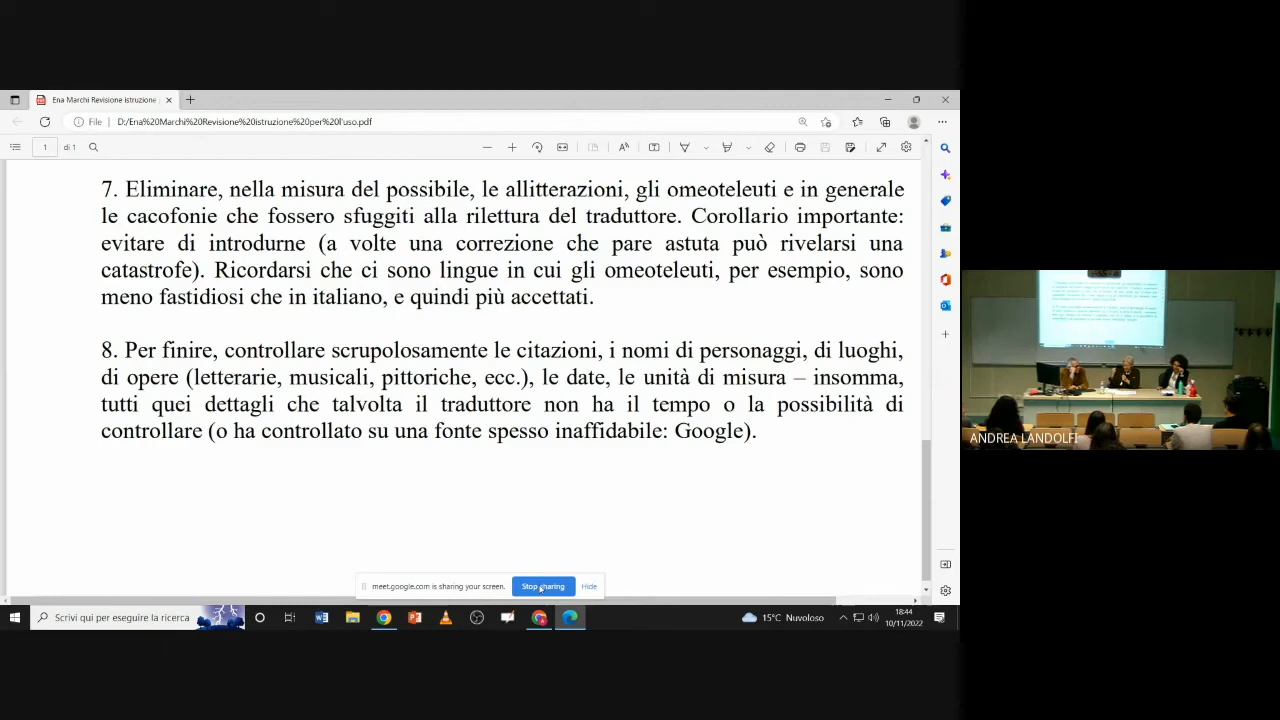 Ena Marchi Revisione istruzione
File
D:/Ena%20Marchi%20Revisione%20istruzione%20per%20l'uso.pdf
1
di 1
7. Eliminare, nella misura del possibile, le allitterazioni, gli omeoteleuti e in generale
le cacofonie che fossero sfuggiti alla rilettura del traduttore. Corollario importante:
evitare di introdurne (a volte una correzione che pare astuta può rivelarsi una
catastrofe). Ricordarsi che ci sono lingue in cui gli omeoteleuti, per esempio, sono
meno fastidiosi che in italiano, e quindi più accettati.
8. Per finire, controllare scrupolosamente le citazioni, i nomi di personaggi, di luoghi,
di opere (letterarie, musicali, pittoriche, ecc.), le date, le unità di misura – insomma,
tutti quei dettagli che talvolta il traduttore non ha il tempo o la possibilità di
controllare (o ha controllato su una fonte spesso inaffidabile: Google).
ANDREA LANDOLFI
meet.google.com is sharing your screen.
Stop sharing
Hide
Scrivi qui per eseguire la ricerca
15°C Nuvoloso
18:44
10/11/2022